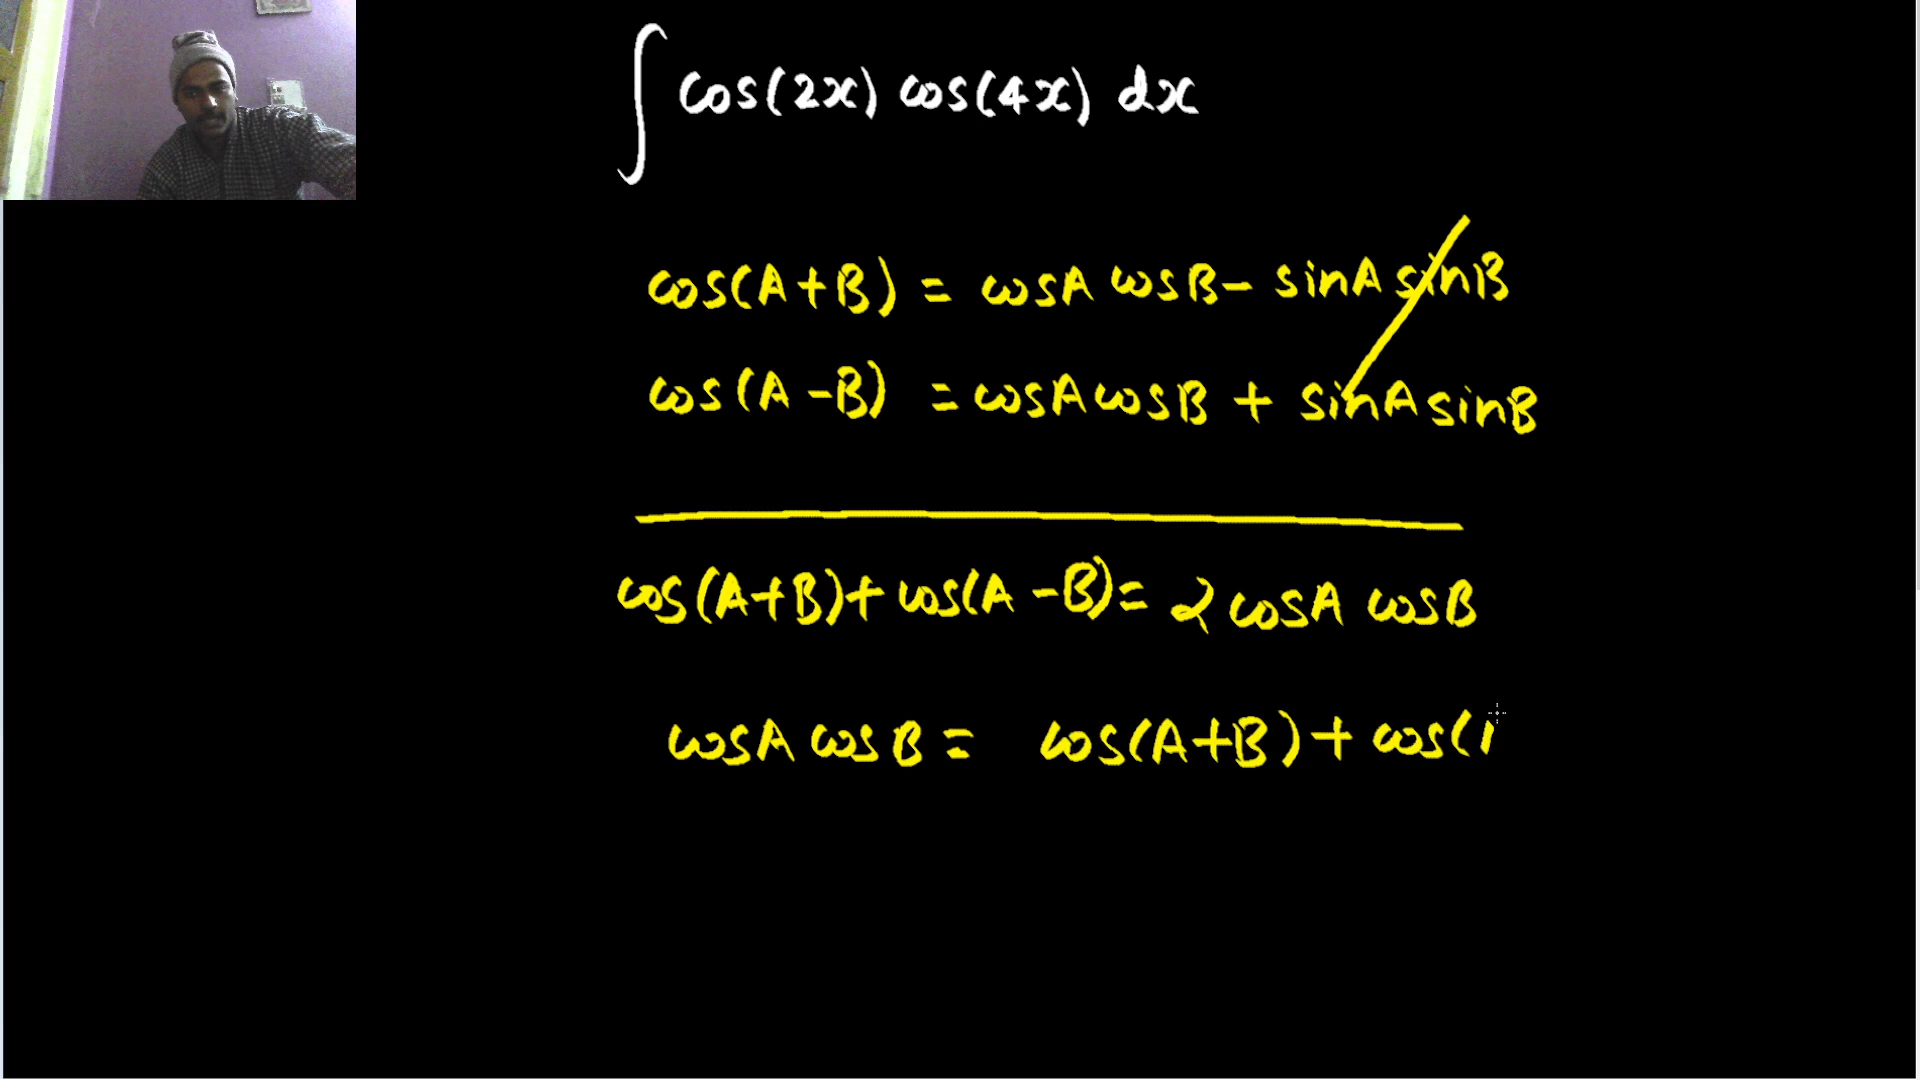 ∫ cos(2x) cos(4x) dx
cos(A+B) = cosA cosB - sinA sinB
cos(A-B) = cosA cosB + sinA sinB
cos(A+B)+cos(A-B)= 2 cosA cosB
cosA cosB = cos(A+B)+ cos(